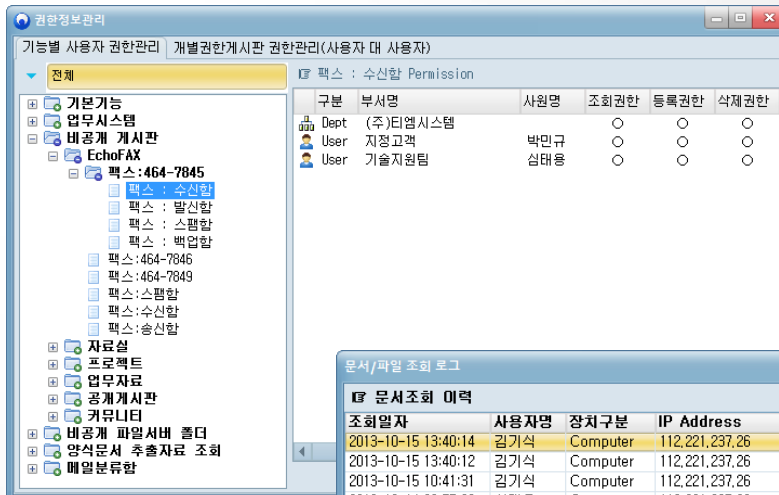 권한정보관리
기능별 사용자 권한관리 개별권한게시판 권한관리(사용자 대 사용자)
전체
기본기능
업무시스템
비공개 게시판
EchoFAX
팩스:464-7845
팩스 : 수신함
팩스 : 발신함
팩스 : 스팸함
팩스 : 백업함
팩스:464-7846
팩스:464-7849
팩스:스팸함
팩스:수신함
팩스:송신함
자료실
프로젝트
업무자료
공개게시판
커뮤니티
비공개 파일서버 폴더
양식문서 추출자료 조회
메일분류함
☞ 팩스 : 수신함 Permission
구분 부서명 사원명 조회권한 등록권한 삭제권한
Dept (주)티엠시스템 ○ ○ ○
User 지정고객 박민규 ○ ○ ○
User 기술지원팀 심태용 ○ ○ ○
문서/파일 조회 로그
☞ 문서조회 이력
조회일자 사용자명 장치구분 IP Address
2013-10-15 13:40:14 김기식 Computer 112,221,237,26
2013-10-15 13:40:12 김기식 Computer 112,221,237,26
2013-10-15 10:41:31 김기식 Computer 112,221,237,26